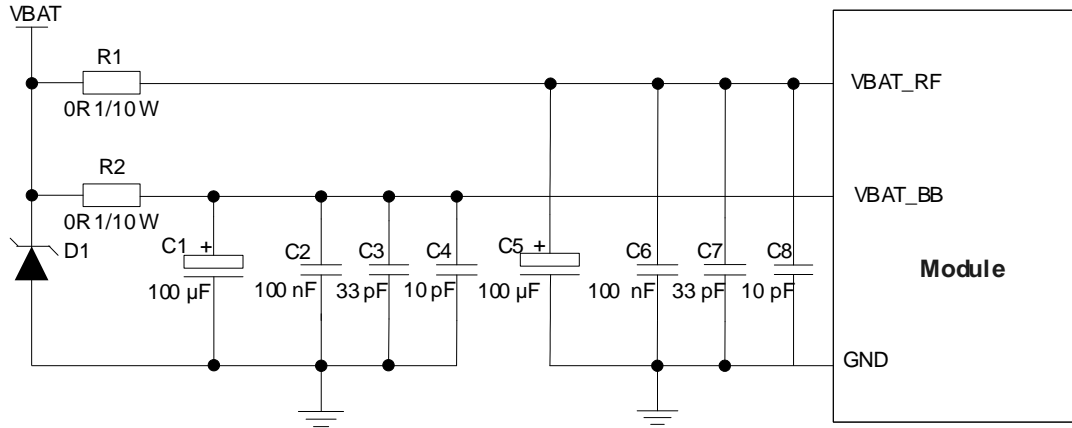 VBAT
R1
0R 1/10 W
VBAT_RF
R2
0R 1/10 W
VBAT_BB
D1
C1 +
100 µF
C2
100 nF
C3
33 pF
C4
10 pF
C5 +
100 µF
C6
100 nF
C7
33 pF
C8
10 pF
Module
GND